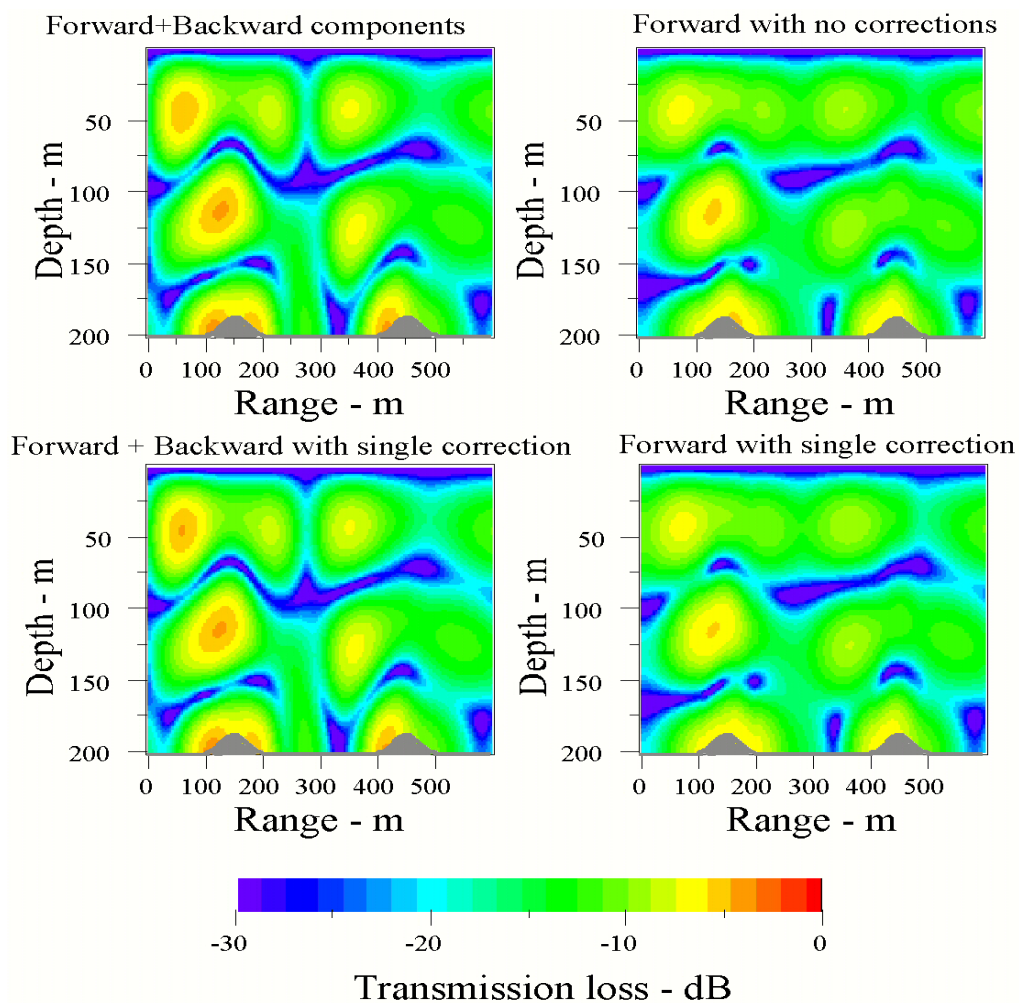 Forward+Backward components
Forward with no corrections
Depth - m
50
100
150
200
0 100 200 300 400 500
Range - m
Depth - m
50
100
150
200
0 100 200 300 400 500
Range - m
Forward + Backward with single correction
Forward with single correction
Depth - m
50
100
150
200
0 100 200 300 400 500
Range - m
Depth - m
50
100
150
200
0 100 200 300 400 500
Range - m
-30 -20 -10 0
Transmission loss - dB